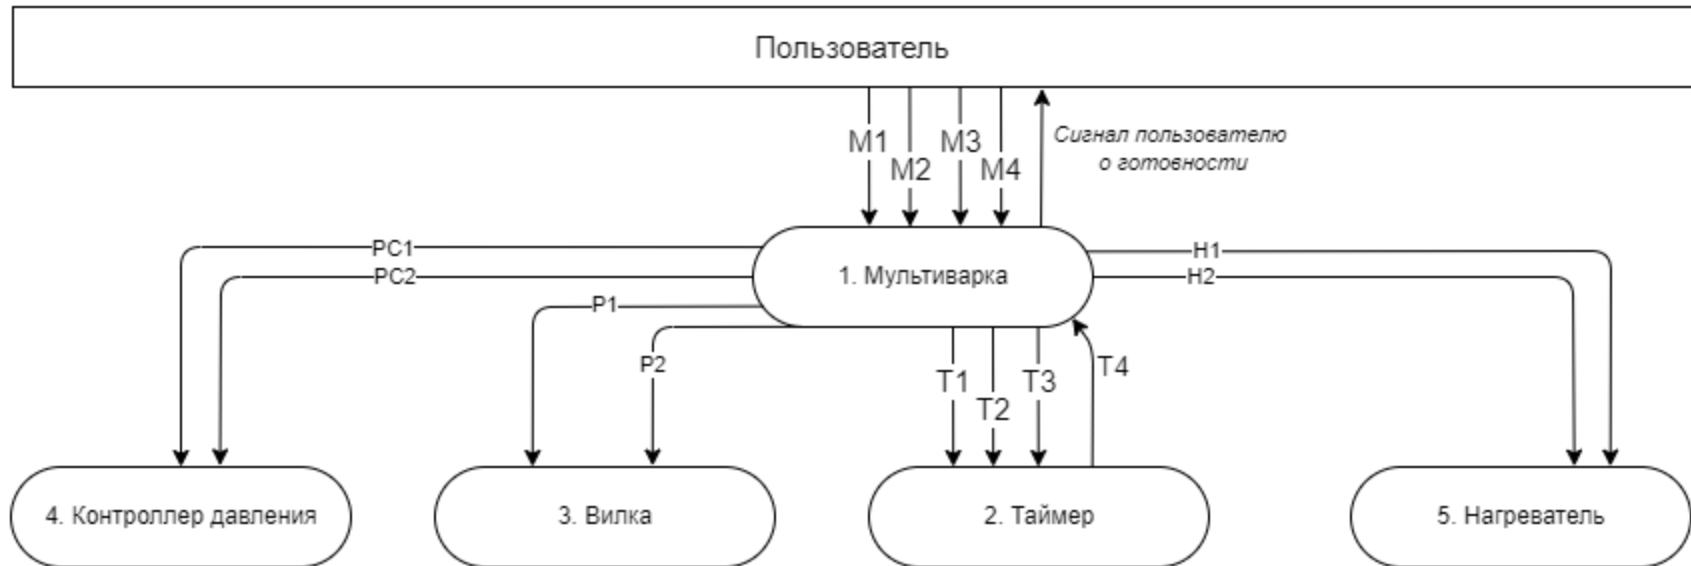 Пользователь
M1
M2
M3
M4
Сигнал пользователю
о готовности
PC1
PC2
P1
P2
1. Мультиварка
H1
H2
T1
T2
T3
T4
4. Контроллер давления
3. Вилка
2. Таймер
5. Нагреватель